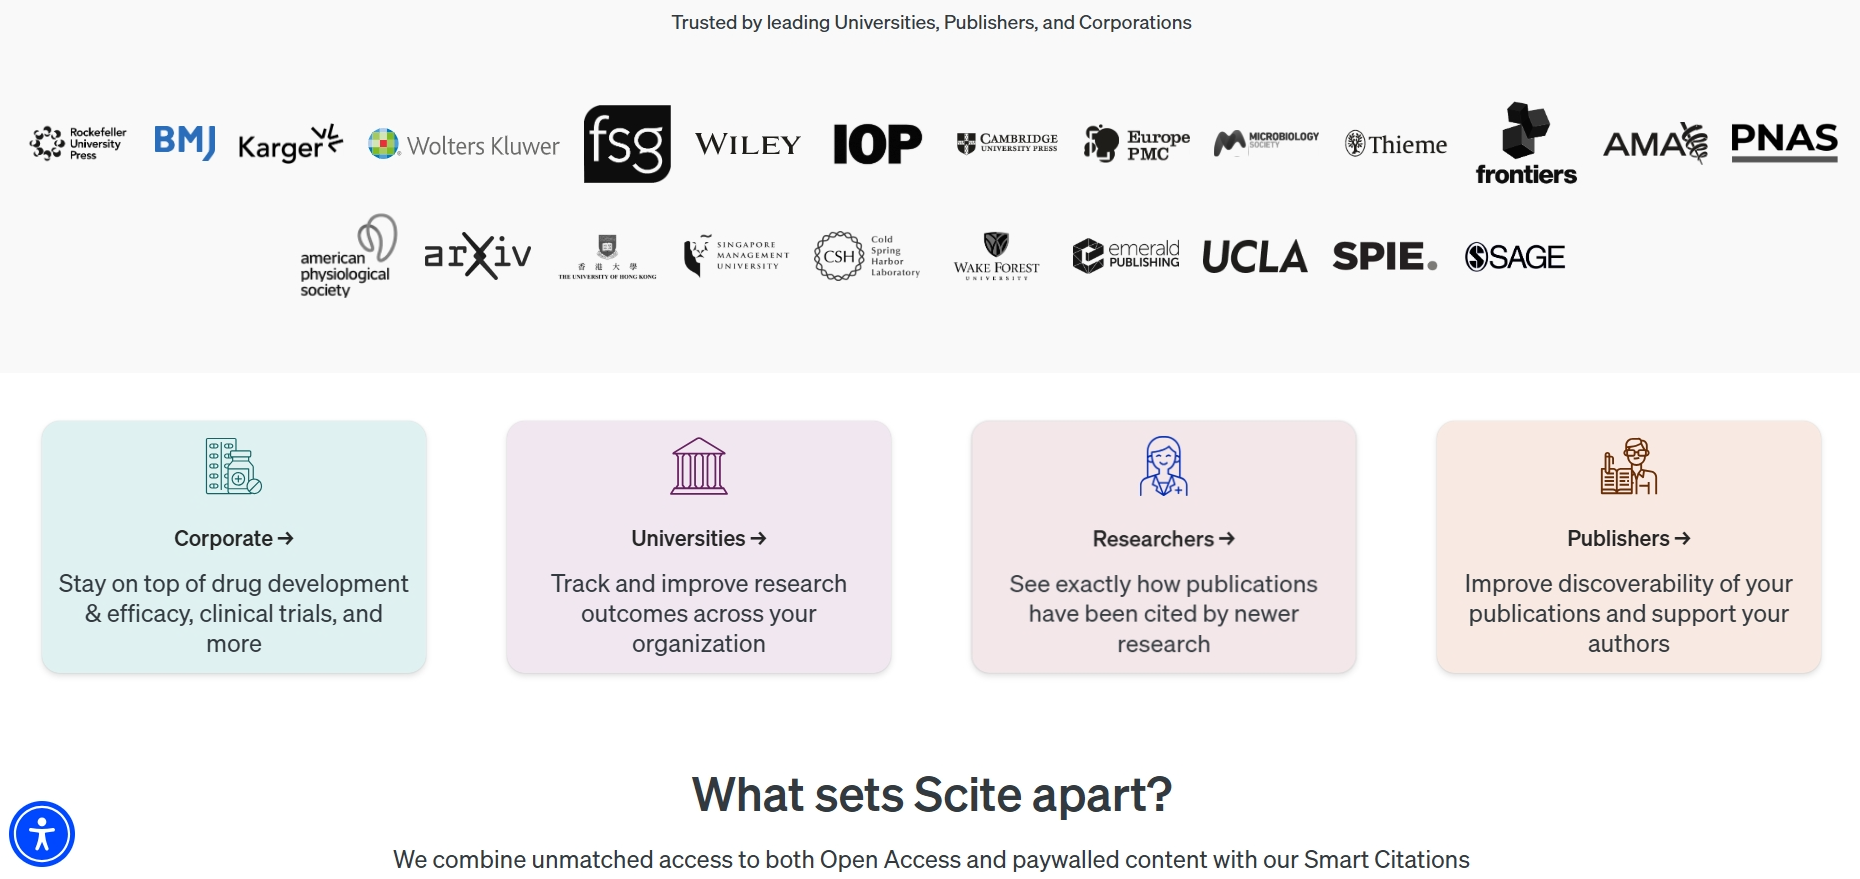 Trusted by leading Universities, Publishers, and Corporations
Rockefeller
University
Press
BMJ
Karger
Wolters Kluwer
fsg
WILEY
IOP
CAMBRIDGE
UNIVERSITY PRESS
Europe
PMC
MICROBIOLOGY
SOCIETY
Thieme
frontiers
AMA
PNAS
american
physiological
society
arXiv
香港大學
THE UNIVERSITY OF HONG KONG
SINGAPORE
MANAGEMENT
UNIVERSITY
CSH
Cold
Spring
Harbor
Laboratory
WAKE FOREST
UNIVERSITY
emerald
PUBLISHING
UCLA
SPIE.
SAGE
Corporate →
Stay on top of drug development
& efficacy, clinical trials, and
more
Universities →
Track and improve research
outcomes across your
organization
Researchers →
See exactly how publications
have been cited by newer
research
Publishers →
Improve discoverability of your
publications and support your
authors
What sets Scite apart?
We combine unmatched access to both Open Access and paywalled content with our Smart Citations